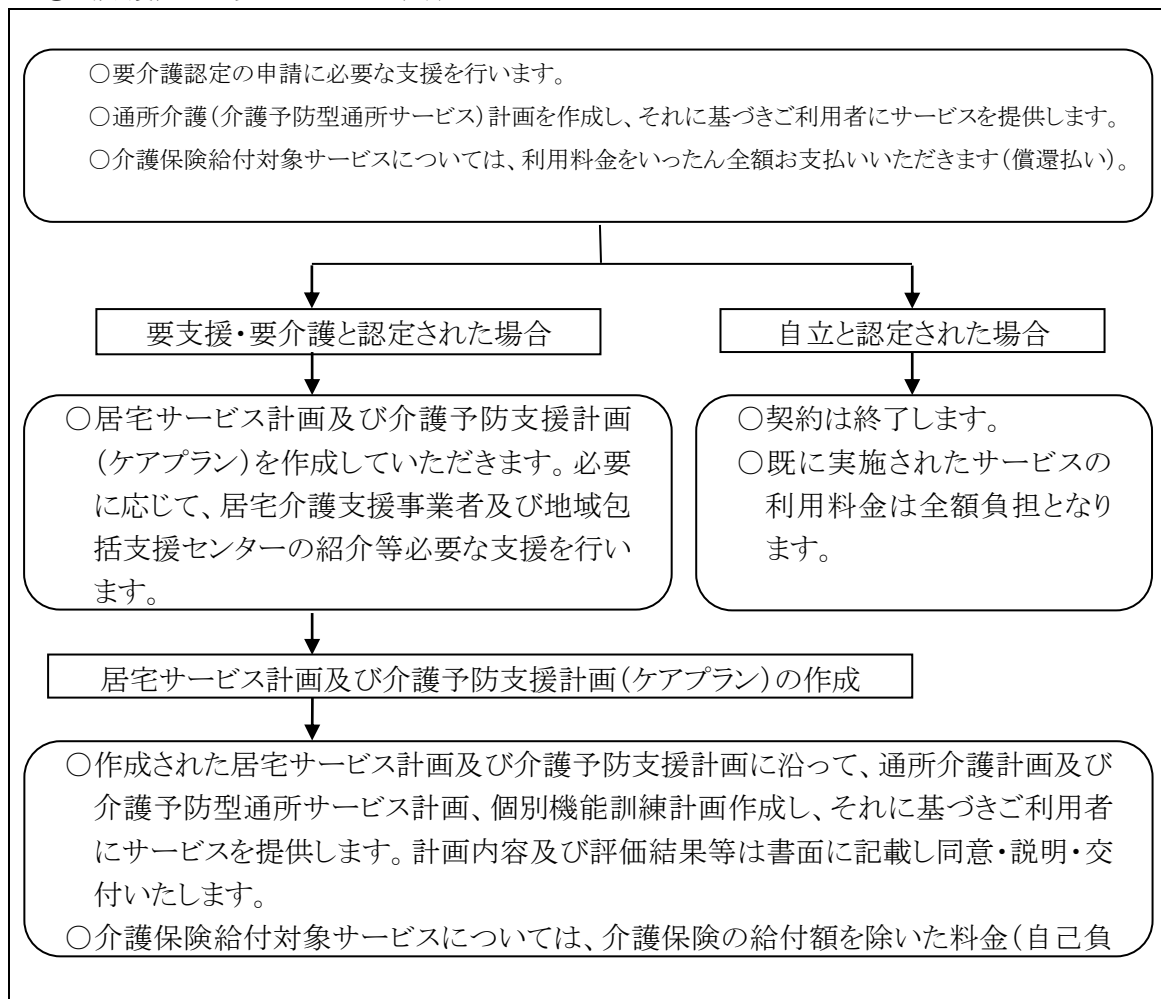 ○要介護認定の申請に必要な支援を行います。
○通所介護(介護予防型通所サービス)計画を作成し、それに基づきご利用者にサービスを提供します。
○介護保険給付対象サービスについては、利用料金をいったん全額お支払いいただきます(償還払い)。
要支援・要介護と認定された場合
自立と認定された場合
○居宅サービス計画及び介護予防支援計画
(ケアプラン)を作成していただきます。必要
に応じて、居宅介護支援事業者及び地域包
括支援センターの紹介等必要な支援を行い
ます。
○契約は終了します。
○既に実施されたサービスの
利用料金は全額負担となり
ます。
居宅サービス計画及び介護予防支援計画(ケアプラン)の作成
○作成された居宅サービス計画及び介護予防支援計画に沿って、通所介護計画及び
介護予防型通所サービス計画、個別機能訓練計画作成し、それに基づきご利用者
にサービスを提供します。計画内容及び評価結果等は書面に記載し同意・説明・交
付いたします。
○介護保険給付対象サービスについては、介護保険の給付額を除いた料金(自己負